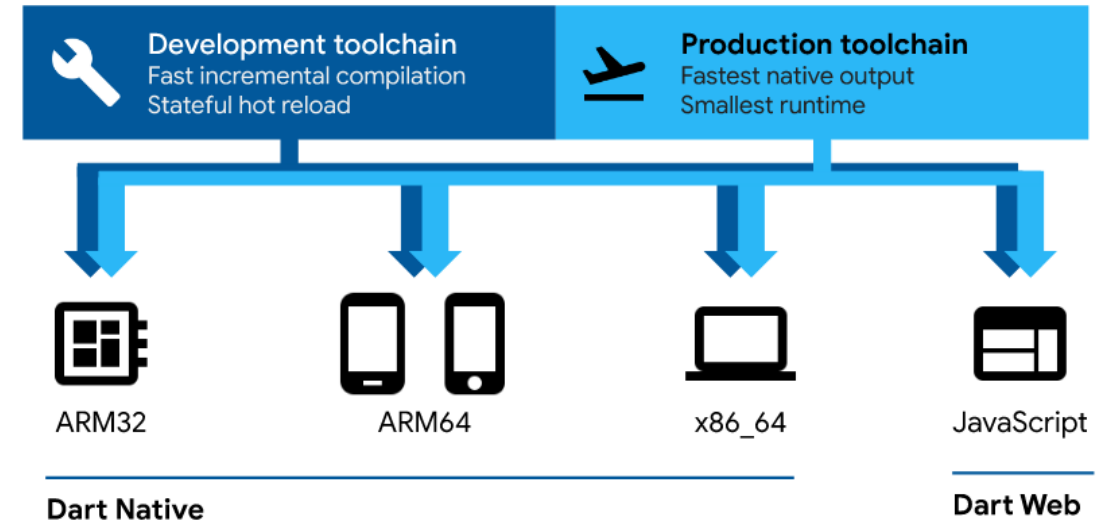 Development toolchain
Fast incremental compilation
Stateful hot reload
Production toolchain
Fastest native output
Smallest runtime
ARM32
ARM64
x86_64
JavaScript
Dart Native
Dart Web